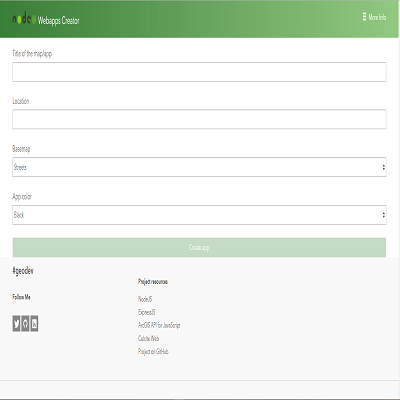 node Webapps Creator
More Info
Title of the map/app
Location
Basemap
Streets
App color
Black
Create app
#geodev
Follow Me
Project resources
NodeJS
ExpressJS
ArcGIS API for JavaScript
Calcite Web
Project on GitHub